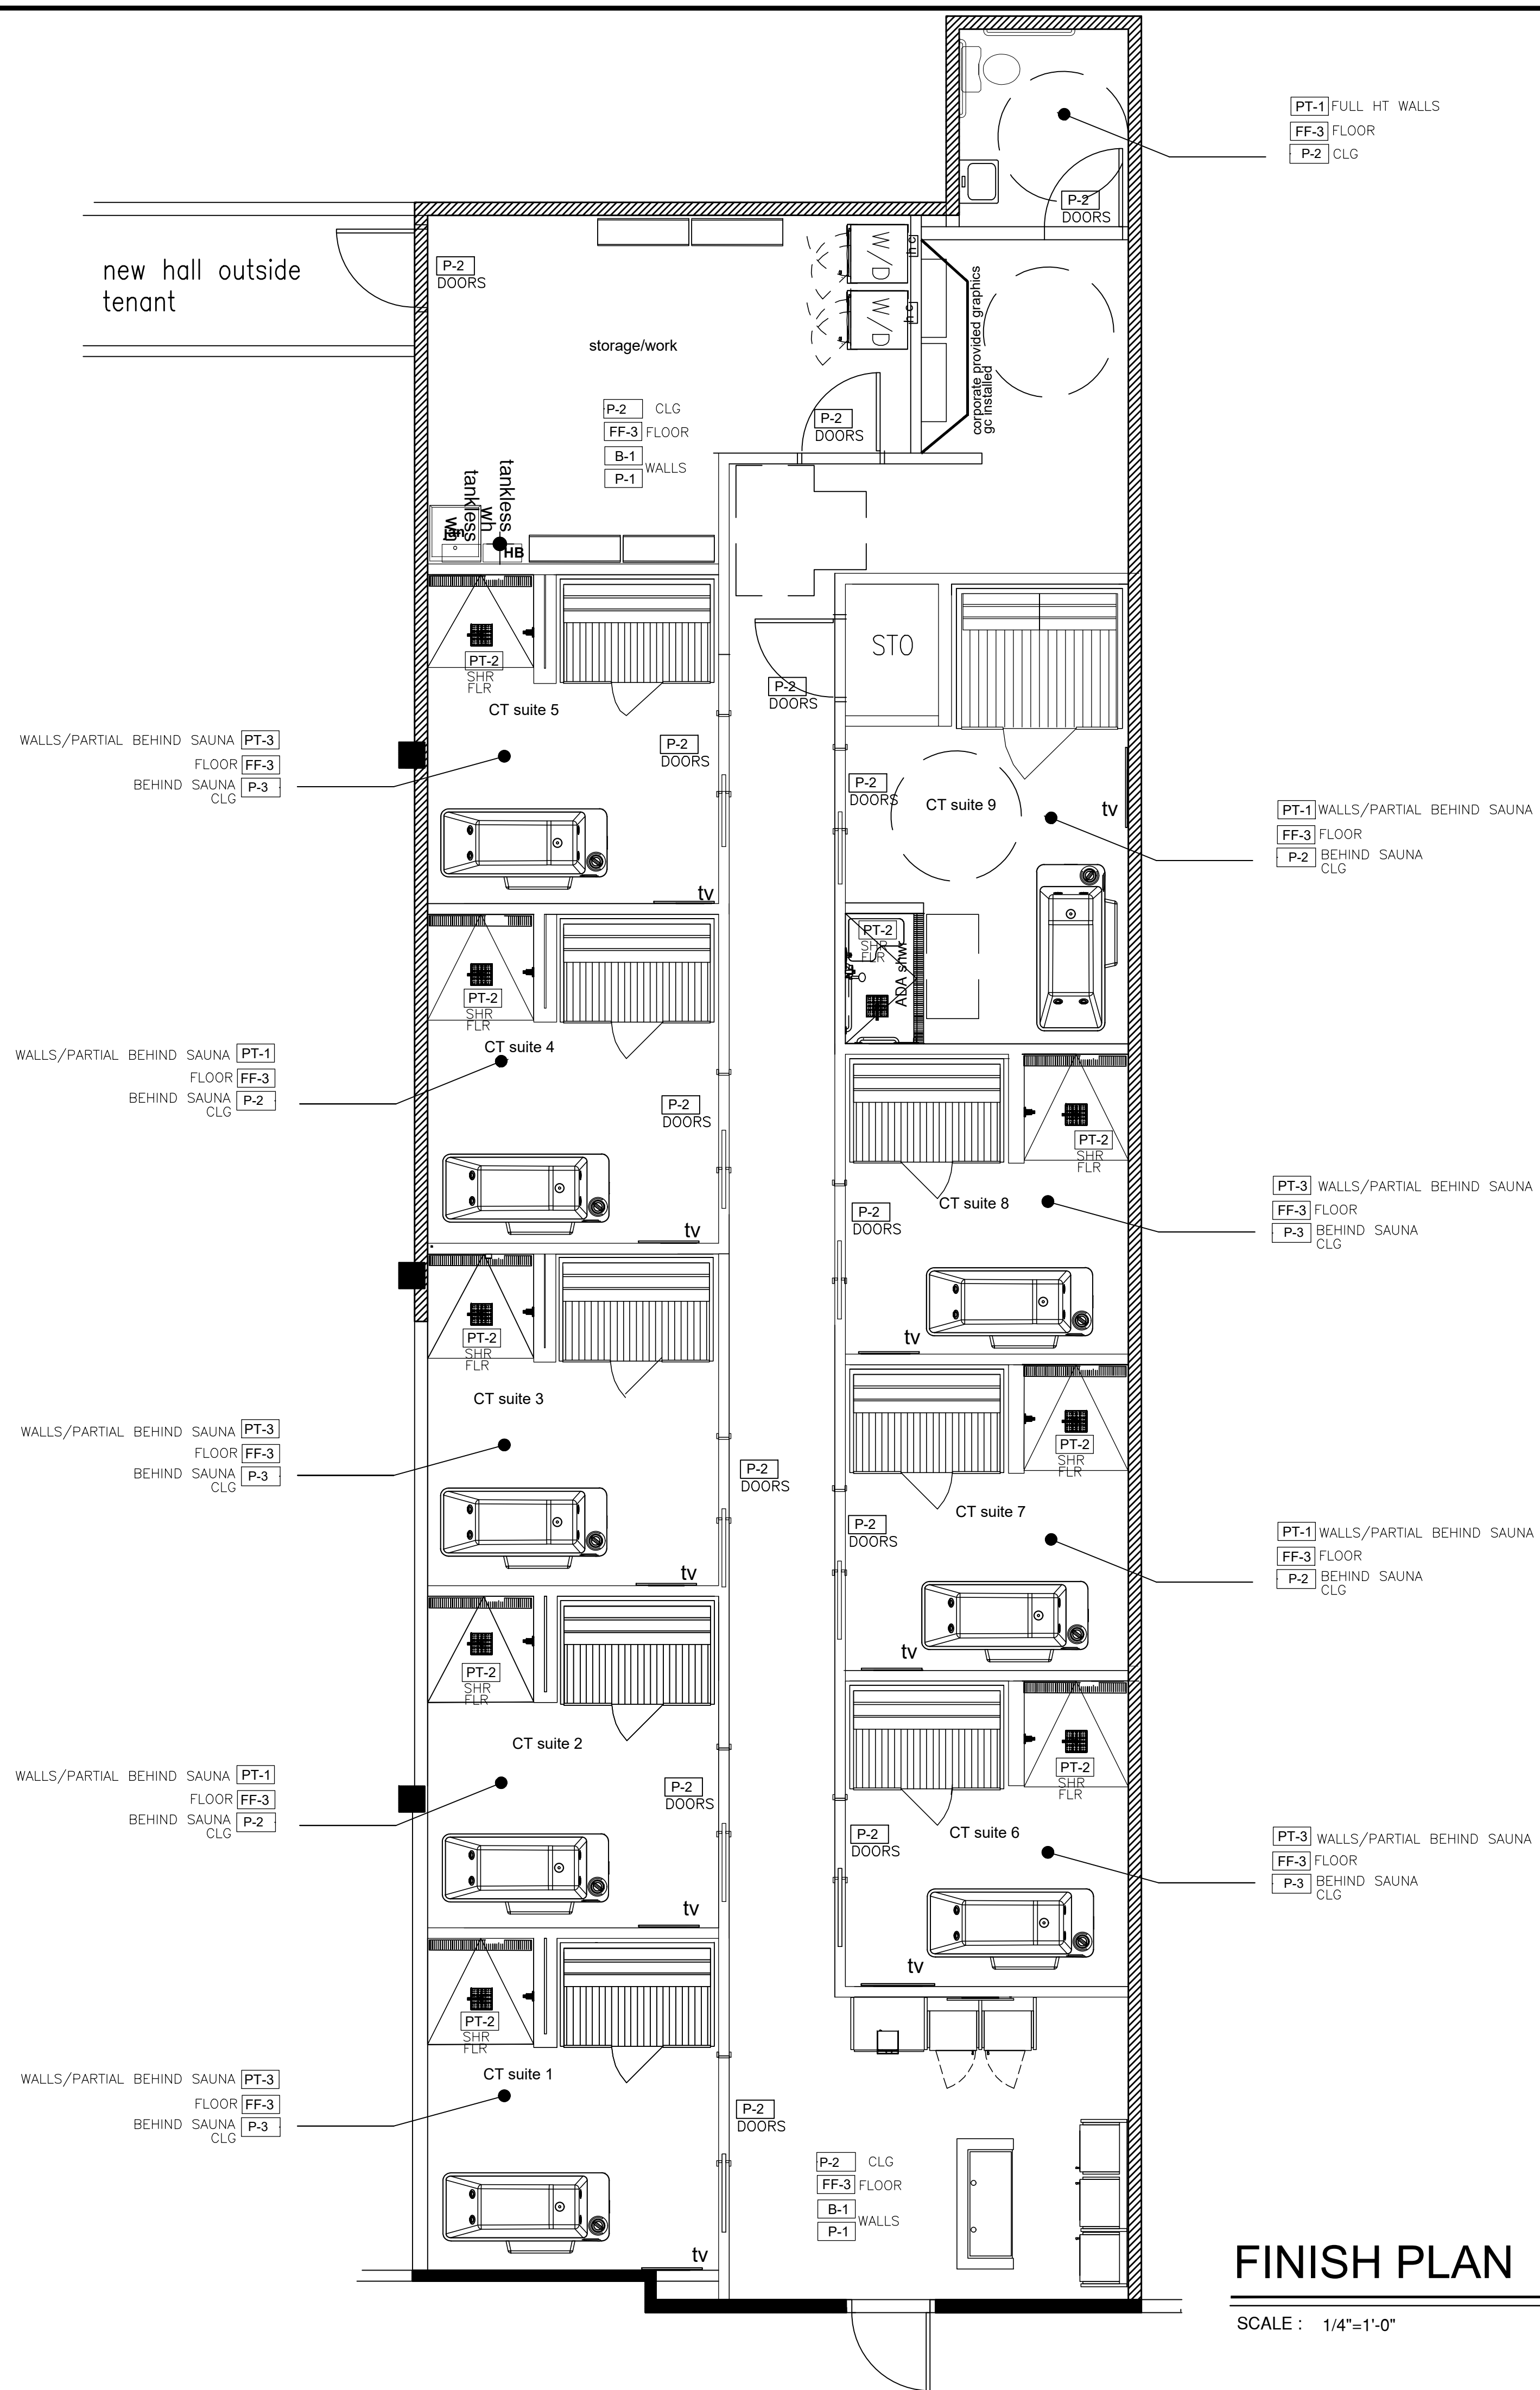 PT-1 FULL HT WALLS
FF-3 FLOOR
P-2 CLG
P-2
DOORS
new hall outside
tenant
P-2
DOORS
W/D
h c
W/D
h c
corporate provided graphics
gc installed
storage/work
P-2 CLG
FF-3 FLOOR
B-1
WALLS
P-1
P-2
DOORS
tankless
wh
tankless
wh
jan
HB
STO
PT-2
SHR
FLR
P-2
DOORS
CT suite 5
WALLS/PARTIAL BEHIND SAUNA PT-3
FLOOR FF-3
BEHIND SAUNA P-3
CLG
P-2
DOORS
tv
P-2
DOORS
CT suite 9
tv
PT-1 WALLS/PARTIAL BEHIND SAUNA
FF-3 FLOOR
P-2 BEHIND SAUNA
CLG
PT-2
SHR
FLR
ADA shwr
PT-2
SHR
FLR
CT suite 4
WALLS/PARTIAL BEHIND SAUNA PT-1
FLOOR FF-3
BEHIND SAUNA P-2
CLG
P-2
DOORS
tv
PT-2
SHR
FLR
CT suite 8
P-2
DOORS
PT-3 WALLS/PARTIAL BEHIND SAUNA
FF-3 FLOOR
P-3 BEHIND SAUNA
CLG
tv
PT-2
SHR
FLR
CT suite 3
WALLS/PARTIAL BEHIND SAUNA PT-3
FLOOR FF-3
BEHIND SAUNA P-3
CLG
P-2
DOORS
tv
PT-2
SHR
FLR
CT suite 7
P-2
DOORS
PT-1 WALLS/PARTIAL BEHIND SAUNA
FF-3 FLOOR
P-2 BEHIND SAUNA
CLG
tv
PT-2
SHR
FLR
CT suite 2
WALLS/PARTIAL BEHIND SAUNA PT-1
FLOOR FF-3
BEHIND SAUNA P-2
CLG
P-2
DOORS
tv
PT-2
SHR
FLR
CT suite 6
P-2
DOORS
PT-3 WALLS/PARTIAL BEHIND SAUNA
FF-3 FLOOR
P-3 BEHIND SAUNA
CLG
tv
PT-2
SHR
FLR
CT suite 1
WALLS/PARTIAL BEHIND SAUNA PT-3
FLOOR FF-3
BEHIND SAUNA P-3
CLG
P-2
DOORS
tv
P-2 CLG
FF-3 FLOOR
B-1
WALLS
P-1
FINISH PLAN
SCALE : 1/4"=1'-0"